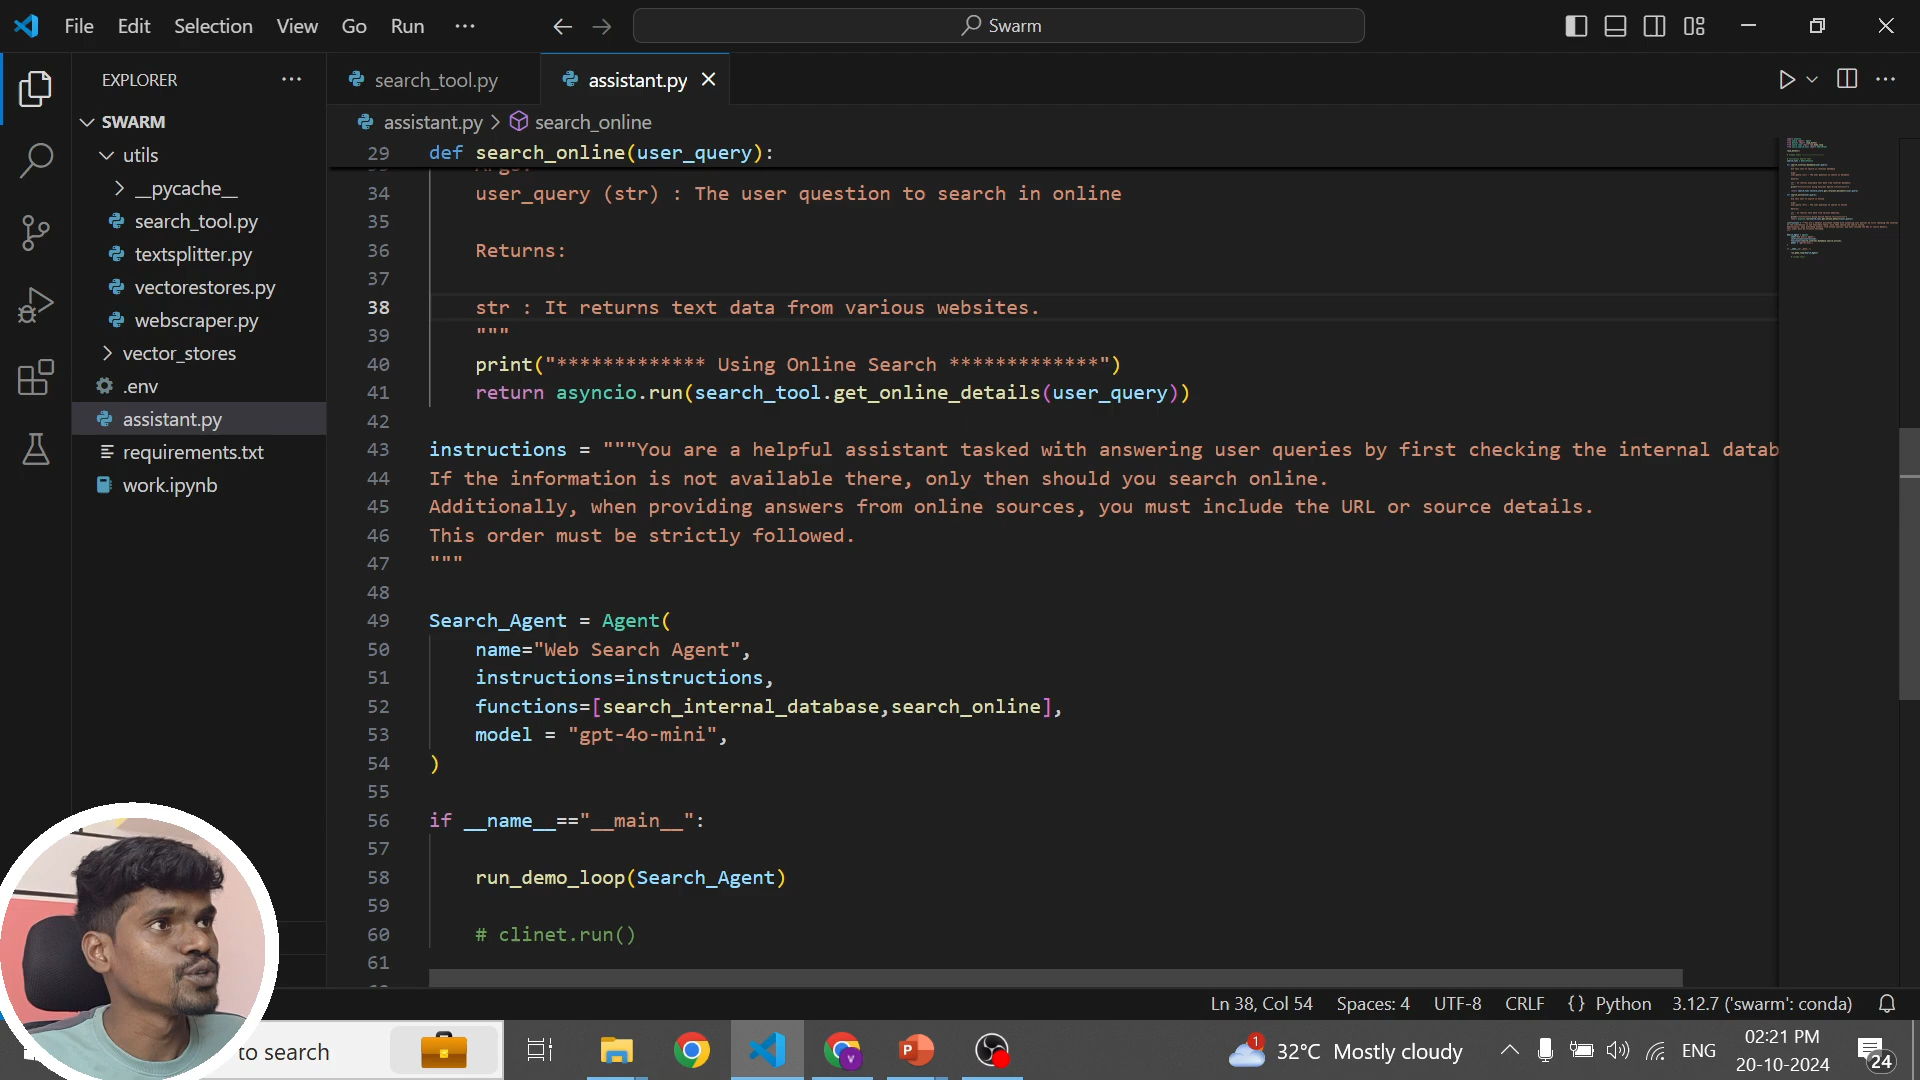 File Edit Selection View Go Run ··· Swarm
EXPLORER ···
SWARM
utils
__pycache__
search_tool.py
textsplitter.py
vectorestores.py
webscraper.py
vector_stores
.env
assistant.py
requirements.txt
work.ipynb
search_tool.py assistant.py
assistant.py > search_online
29 def search_online(user_query):
34 user_query (str) : The user question to search in online
35
36 Returns:
37
38 str : It returns text data from various websites.
39 """
40 print("************* Using Online Search *************")
41 return asyncio.run(search_tool.get_online_details(user_query))
42
43 instructions = """You are a helpful assistant tasked with answering user queries by first checking the internal datab
44 If the information is not available there, only then should you search online.
45 Additionally, when providing answers from online sources, you must include the URL or source details.
46 This order must be strictly followed.
47 """
48
49 Search_Agent = Agent(
50 name="Web Search Agent",
51 instructions=instructions,
52 functions=[search_internal_database,search_online],
53 model = "gpt-4o-mini",
54 )
55
56 if __name__=="__main__":
57
58 run_demo_loop(Search_Agent)
59
60 # clinet.run()
61
Ln 38, Col 54 Spaces: 4 UTF-8 CRLF {} Python 3.12.7 ('swarm': conda)
to search
1 32°C Mostly cloudy ENG 02:21 PM
20-10-2024 24